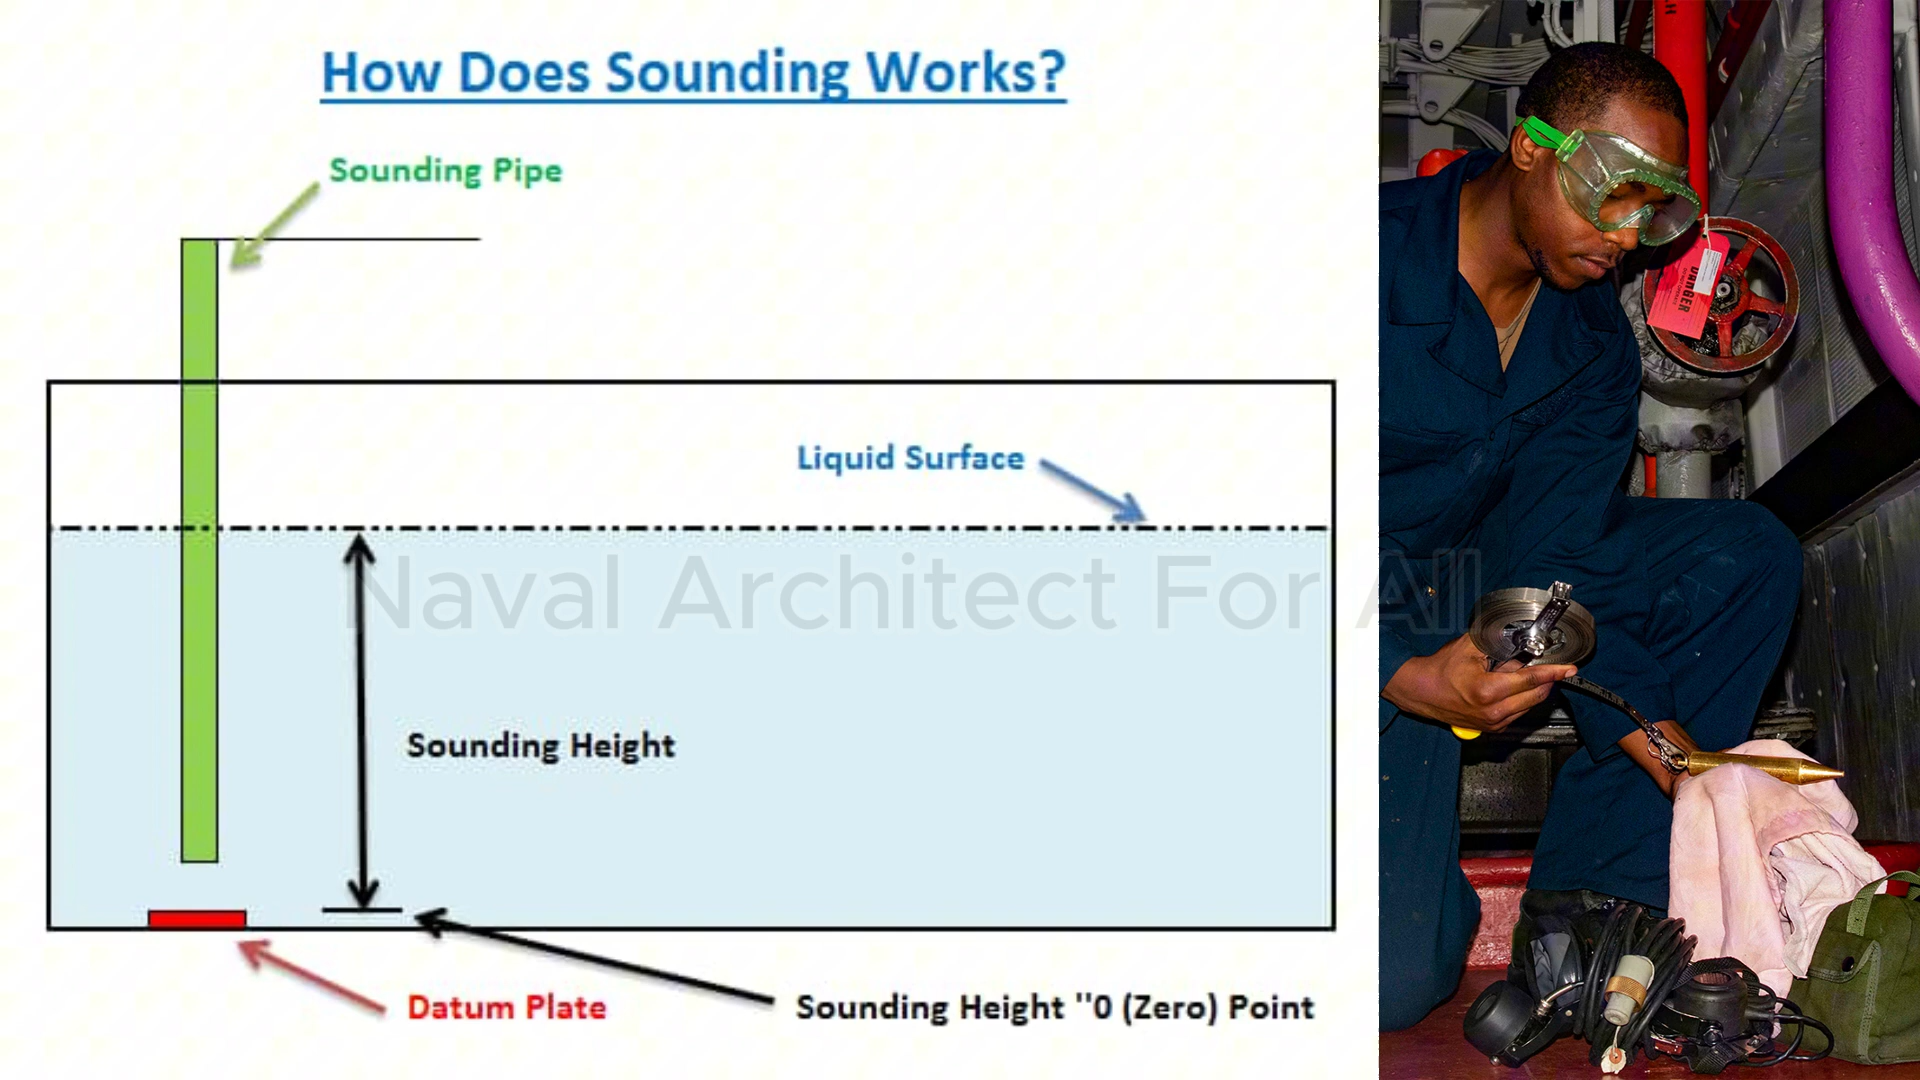 How Does Sounding Works?
Sounding Pipe
Liquid Surface
Naval Architect For All
Sounding Height
Datum Plate
Sounding Height "0 (Zero) Point
DANGER